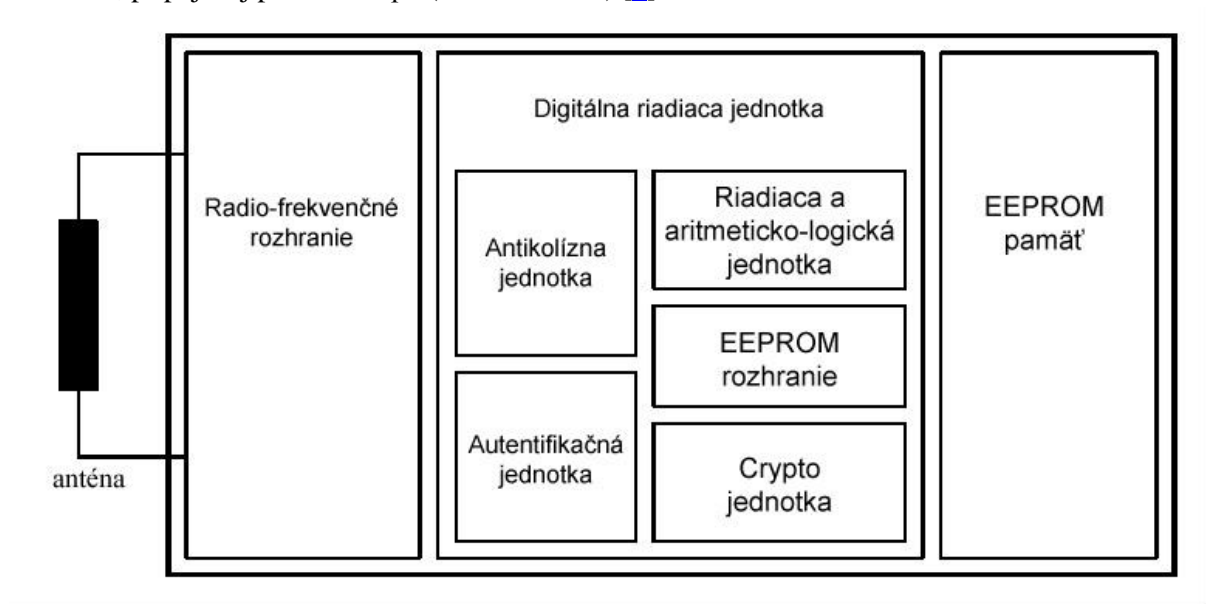 Digitálna riadiaca jednotka
Radio-frekvenčné
rozhranie
Antikolízna
jednotka
Autentifikačná
jednotka
Riadiaca a
aritmeticko-logická
jednotka
EEPROM
rozhranie
Crypto
jednotka
EEPROM
pamäť
anténa